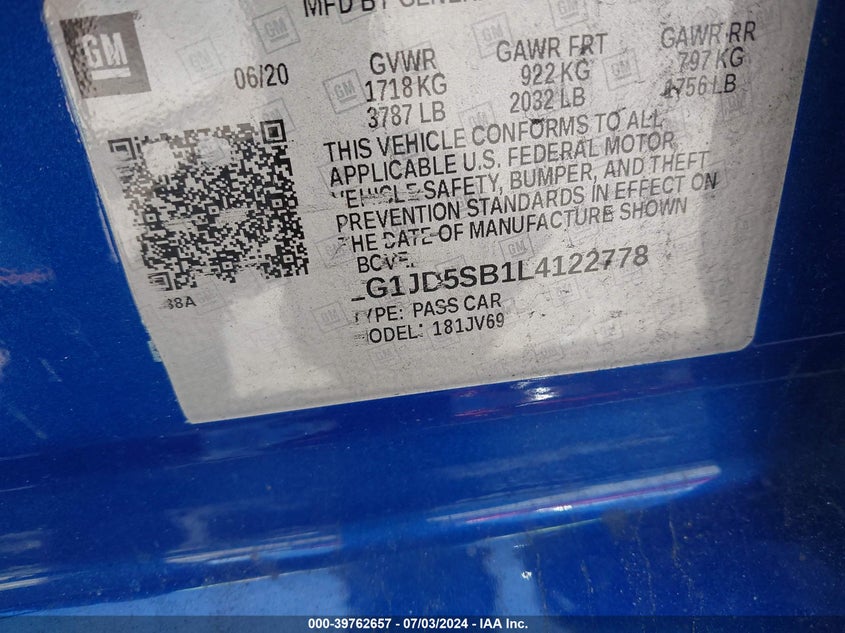 MFD BY GENER
GM
06/20
GVWR GAWR FRT GAWR RR
1718 KG 922 KG 797 KG
3787 LB 2032 LB 1756 LB
THIS VEHICLE CONFORMS TO ALL
APPLICABLE U.S. FEDERAL MOTOR
VEHICLE SAFETY, BUMPER, AND THEFT
PREVENTION STANDARDS IN EFFECT ON
THE DATE OF MANUFACTURE SHOWN
BOVE.
G1JD5SB1L4122778
38A
TYPE: PASS CAR
ODEL: 181JV69
000-39762657 - 07/03/2024 - IAA Inc.